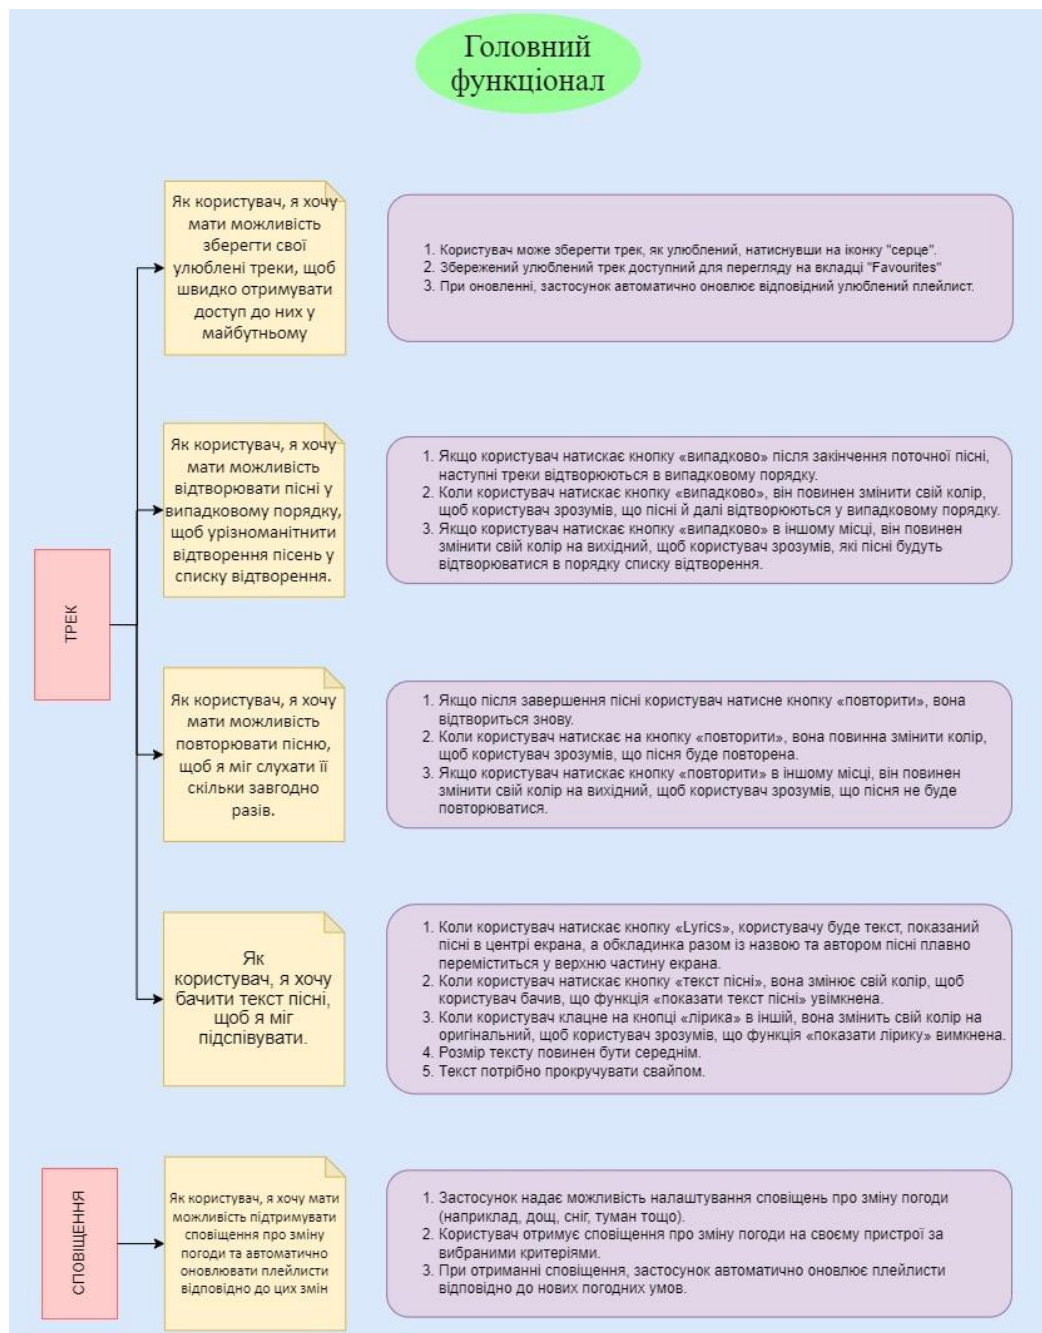 Головний
функціонал
Як користувач, я хочу
мати можливість
зберегти свої
улюблені треки, щоб
швидко отримувати
доступ до них у
майбутньому
1. Користувач може зберегти трек, як улюблений, натиснувши на іконку "серце".
2. Збережений улюблений трек доступний для перегляду на вкладці "Favourites"
3. При оновленні, застосунок автоматично оновлює відповідний улюблений плейлист.
Як користувач, я хочу
мати можливість
відтворювати пісні у
випадковому порядку,
щоб урізноманітнити
відтворення пісень у
списку відтворення.
1. Якщо користувач натискає кнопку «випадково» після закінчення поточної пісні,
наступні треки відтворюються в випадковому порядку.
2. Коли користувач натискає кнопку «випадково», він повинен змінити свій колір,
щоб користувач зрозумів, що пісні й далі відтворюються у випадковому порядку.
3. Якщо користувач натискає кнопку «випадково» в іншому місці, він повинен
змінити свій колір на вихідний, щоб користувач зрозумів, які пісні будуть
відтворюватися в порядку списку відтворення.
ТРЕК
Як користувач, я хочу
мати можливість
повторювати пісню,
щоб я міг слухати її
скільки завгодно
разів.
1. Якщо після завершення пісні користувач натисне кнопку «повторити», вона
відтвориться знову.
2. Коли користувач натискає на кнопку «повторити», вона повинна змінити колір,
щоб користувач зрозумів, що пісня буде повторена.
3. Якщо користувач натискає кнопку «повторити» в іншому місці, він повинен
змінити свій колір на вихідний, щоб користувач зрозумів, що пісня не буде
повторюватися.
Як
користувач, я хочу
бачити текст пісні,
щоб я міг
підспівувати.
1. Коли користувач натискає кнопку «Lyrics», користувачу буде текст, показаний
пісні в центрі екрана, а обкладинка разом із назвою та автором пісні плавно
переміститься у верхню частину екрана.
2. Коли користувач натискає кнопку «текст пісні», вона змінює свій колір, щоб
користувач бачив, що функція «показати текст пісні» увімкнена.
3. Коли користувач клацне на кнопці «лірика» в іншій, вона змінить свій колір на
оригінальний, щоб користувач зрозумів, що функція «показати лірику» вимкнена.
4. Розмір тексту повинен бути середнім.
5. Текст потрібно прокручувати свайпом.
СПОВІЩЕННЯ
Як користувач, я хочу мати
можливість підтримувати
сповіщення про зміну
погоди та автоматично
оновлювати плейлисти
відповідно до цих змін
1. Застосунок надає можливість налаштування сповіщень про зміну погоди
(наприклад, дощ, сніг, туман тощо).
2. Користувач отримує сповіщення про зміну погоди на своєму пристрої за
вибраними критеріями.
3. При отриманні сповіщення, застосунок автоматично оновлює плейлисти
відповідно до нових погодних умов.